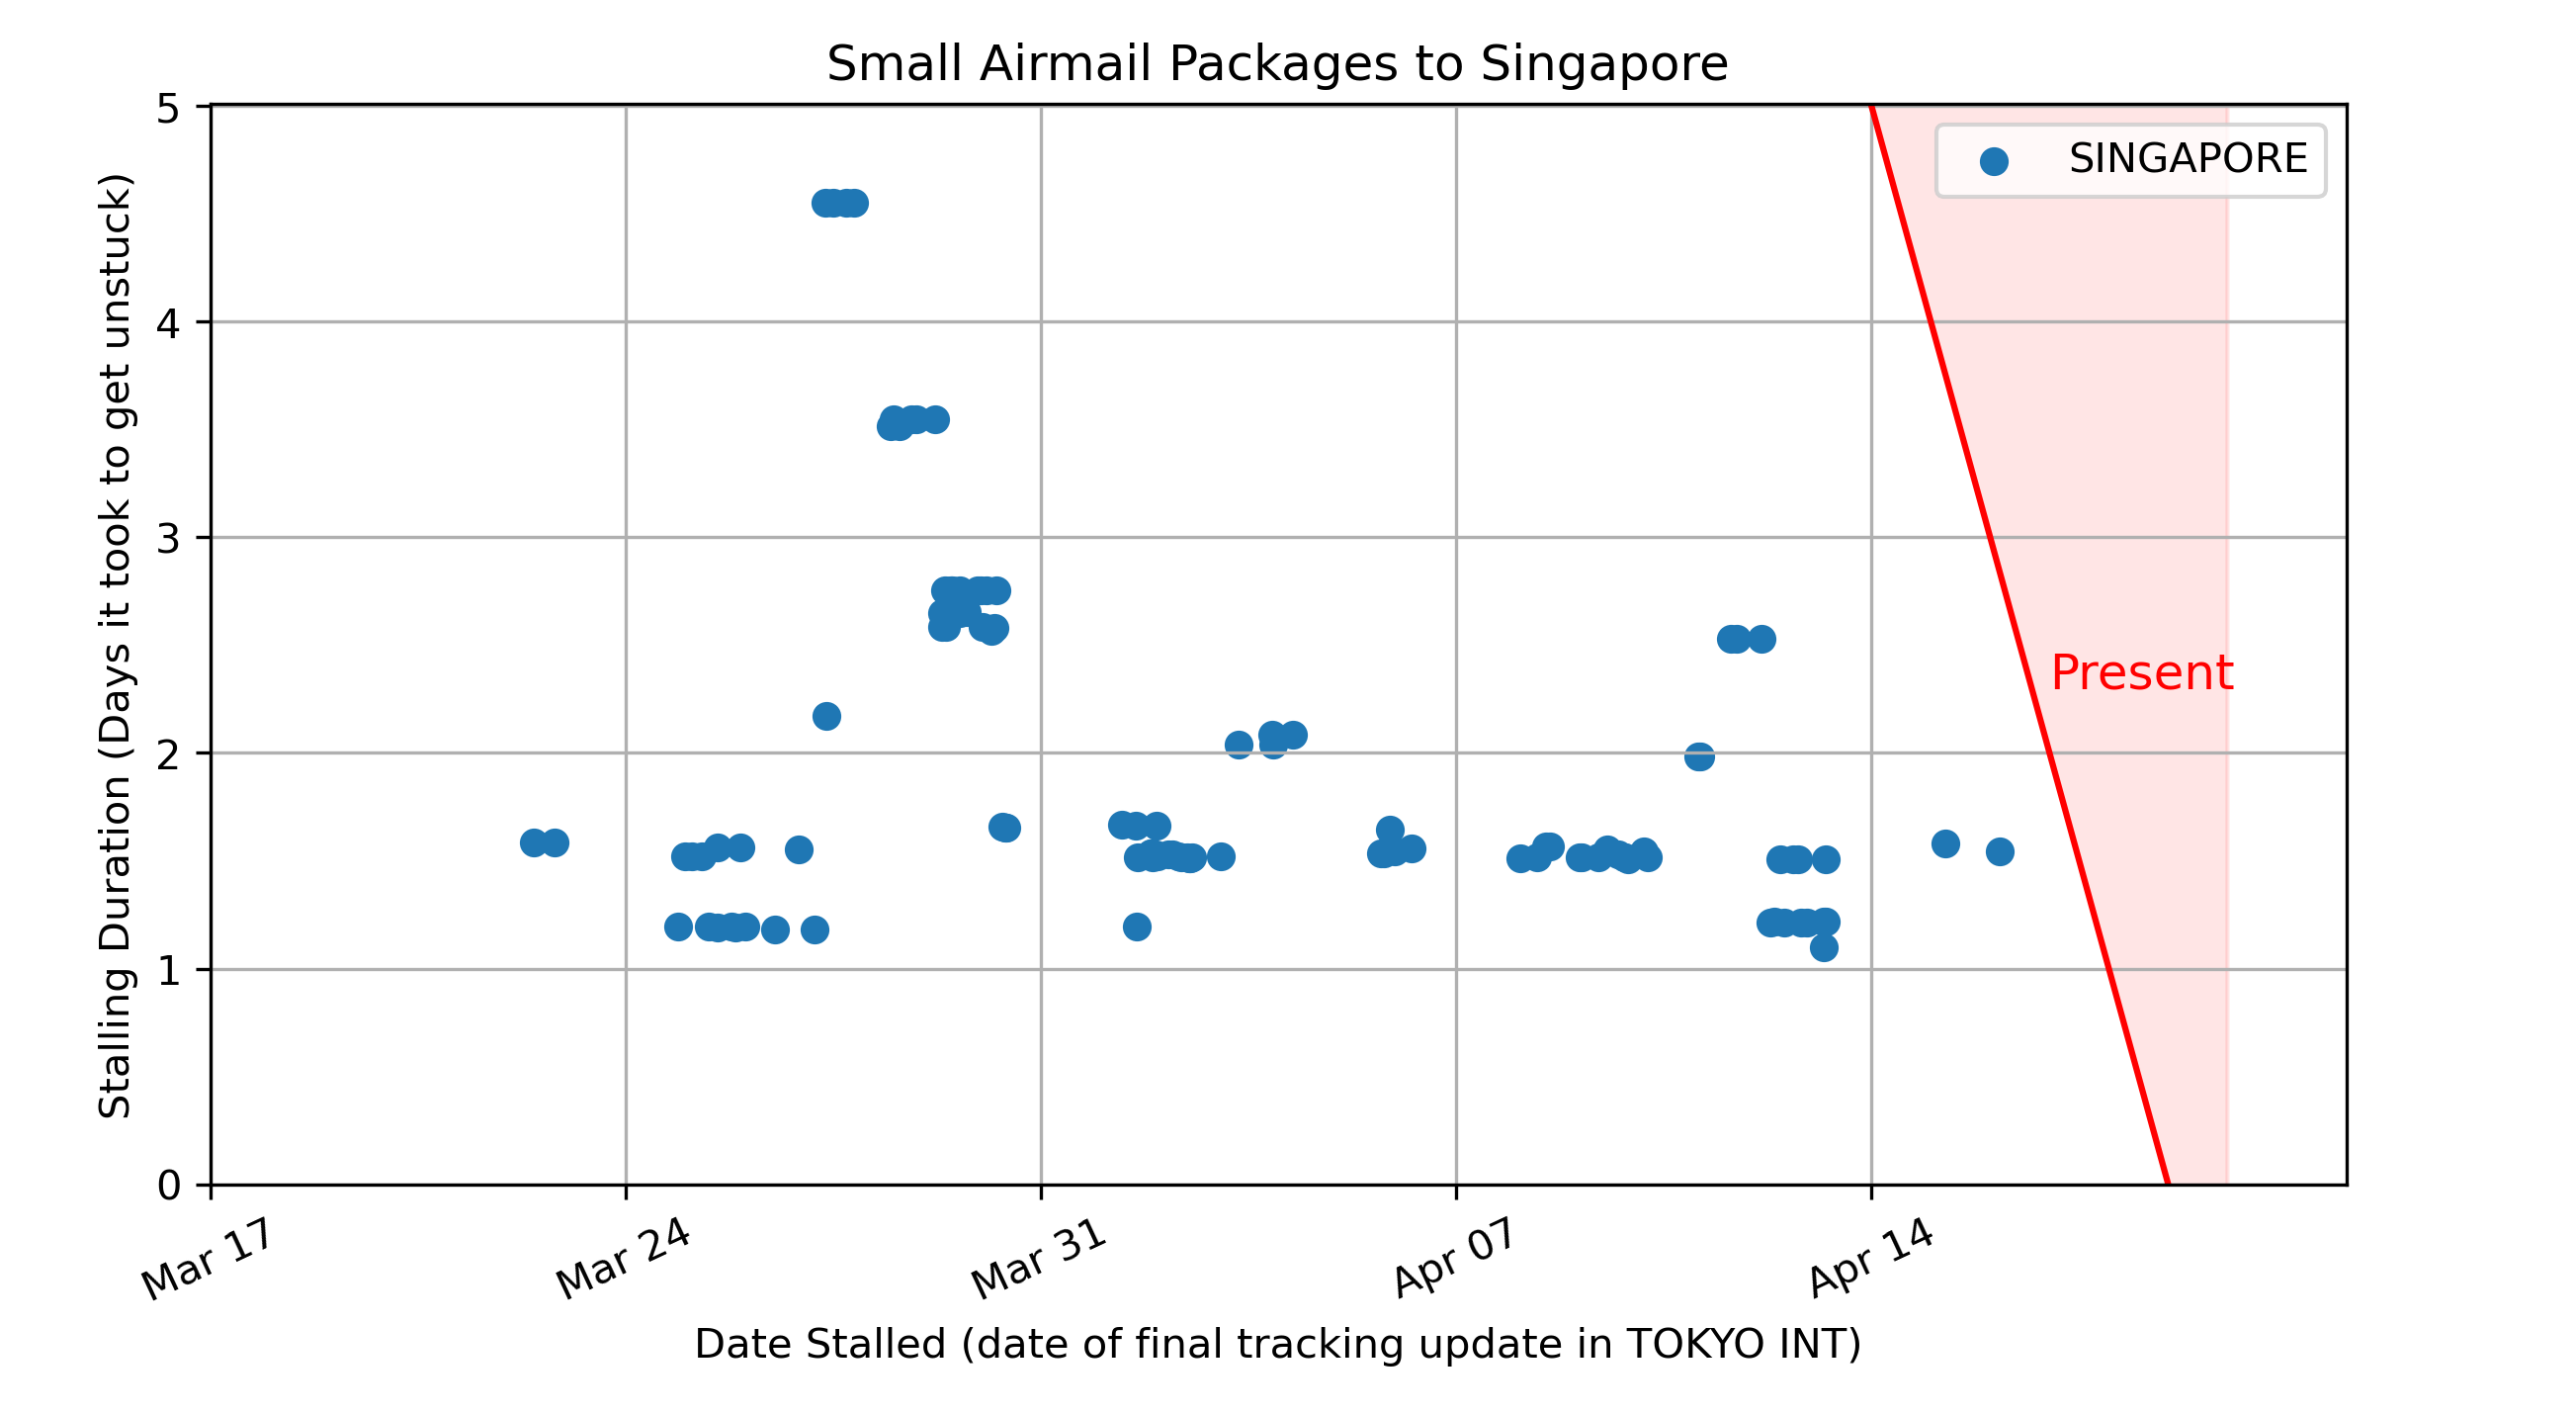 Small Airmail Packages to Singapore
SINGAPORE
5
4
3
2
1
0
Stalling Duration (Days it took to get unstuck)
Present
Mar 17
Mar 24
Mar 31
Apr 07
Apr 14
Date Stalled (date of final tracking update in TOKYO INT)